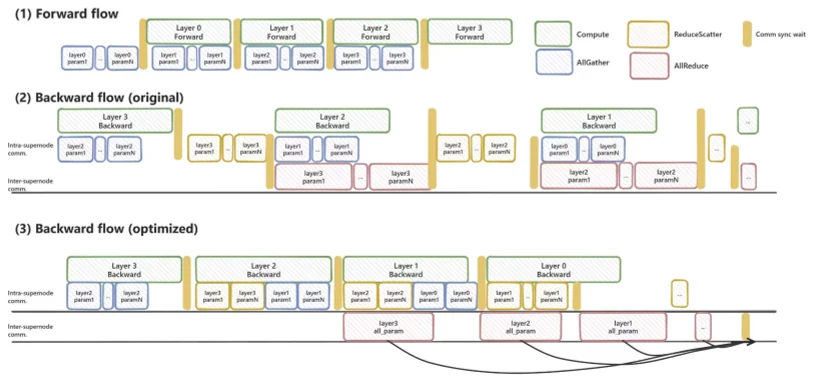 (1) Forward flow
Layer 0
Forward
Layer 1
Forward
Layer 2
Forward
Layer 3
Forward
layer0
param1
...
layer0
paramN
layer1
param1
...
layer1
paramN
layer2
param1
...
layer2
paramN
layer3
param1
...
layer3
paramN
Compute
ReduceScatter
Comm sync wait
AllGather
AllReduce
(2) Backward flow (original)
Layer 3
Backward
Layer 2
Backward
Layer 1
Backward
...
Intra-supernode
comm.
layer2
param1
...
layer2
paramN
layer3
param1
...
layer3
paramN
layer1
param1
...
layer1
paramN
layer2
param1
...
layer2
paramN
layer0
param1
...
layer0
paramN
...
Inter-supernode
comm.
layer3
param1
...
layer3
paramN
layer2
param1
...
layer2
paramN
...
(3) Backward flow (optimized)
Layer 3
Backward
Layer 2
Backward
Layer 1
Backward
Layer 0
Backward
Intra-supernode
comm.
layer2
param1
...
layer2
paramN
layer3
param1
layer3
paramN
layer1
param1
layer1
paramN
layer2
param1
layer2
paramN
layer0
param1
layer0
paramN
layer1
param1
...
layer1
paramN
...
Inter-supernode
comm.
layer3
all_param
layer2
all_param
layer1
all_param
...